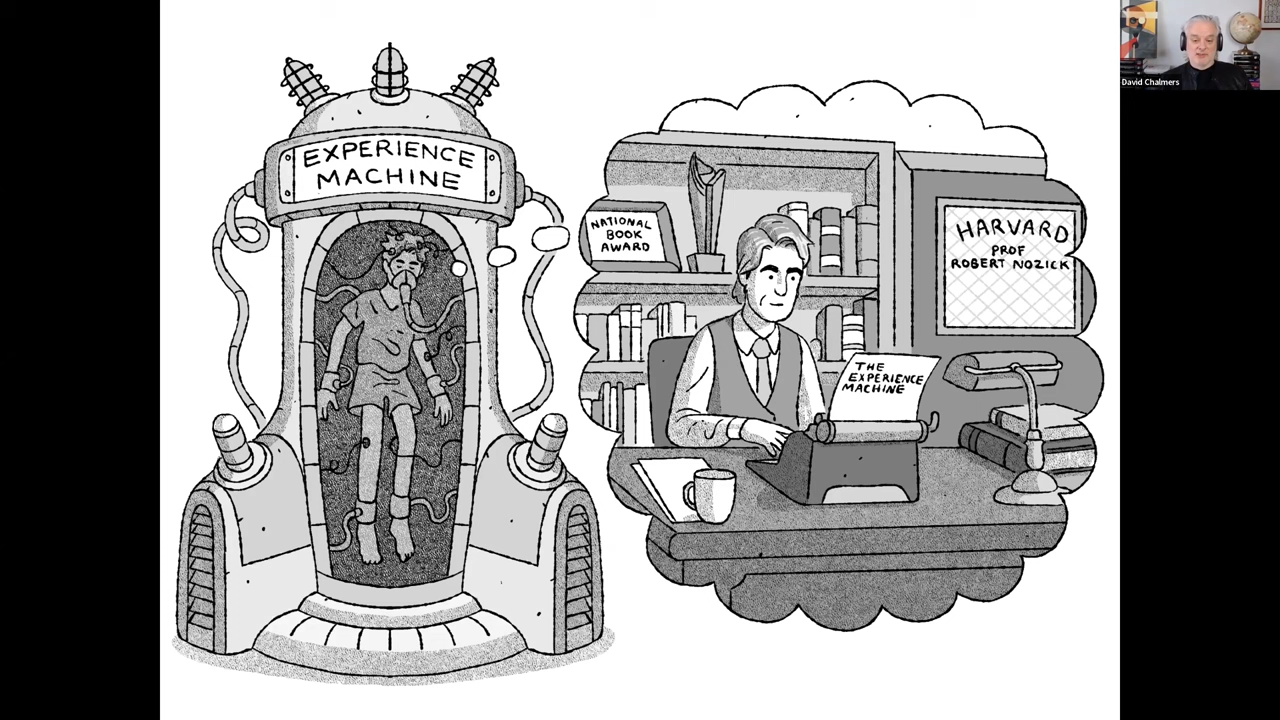 EXPERIENCE
MACHINE
NATIONAL
BOOK
AWARD
HARVARD
PROF
ROBERT NOZICK
THE
EXPERIENCE
MACHINE
David Chalmers